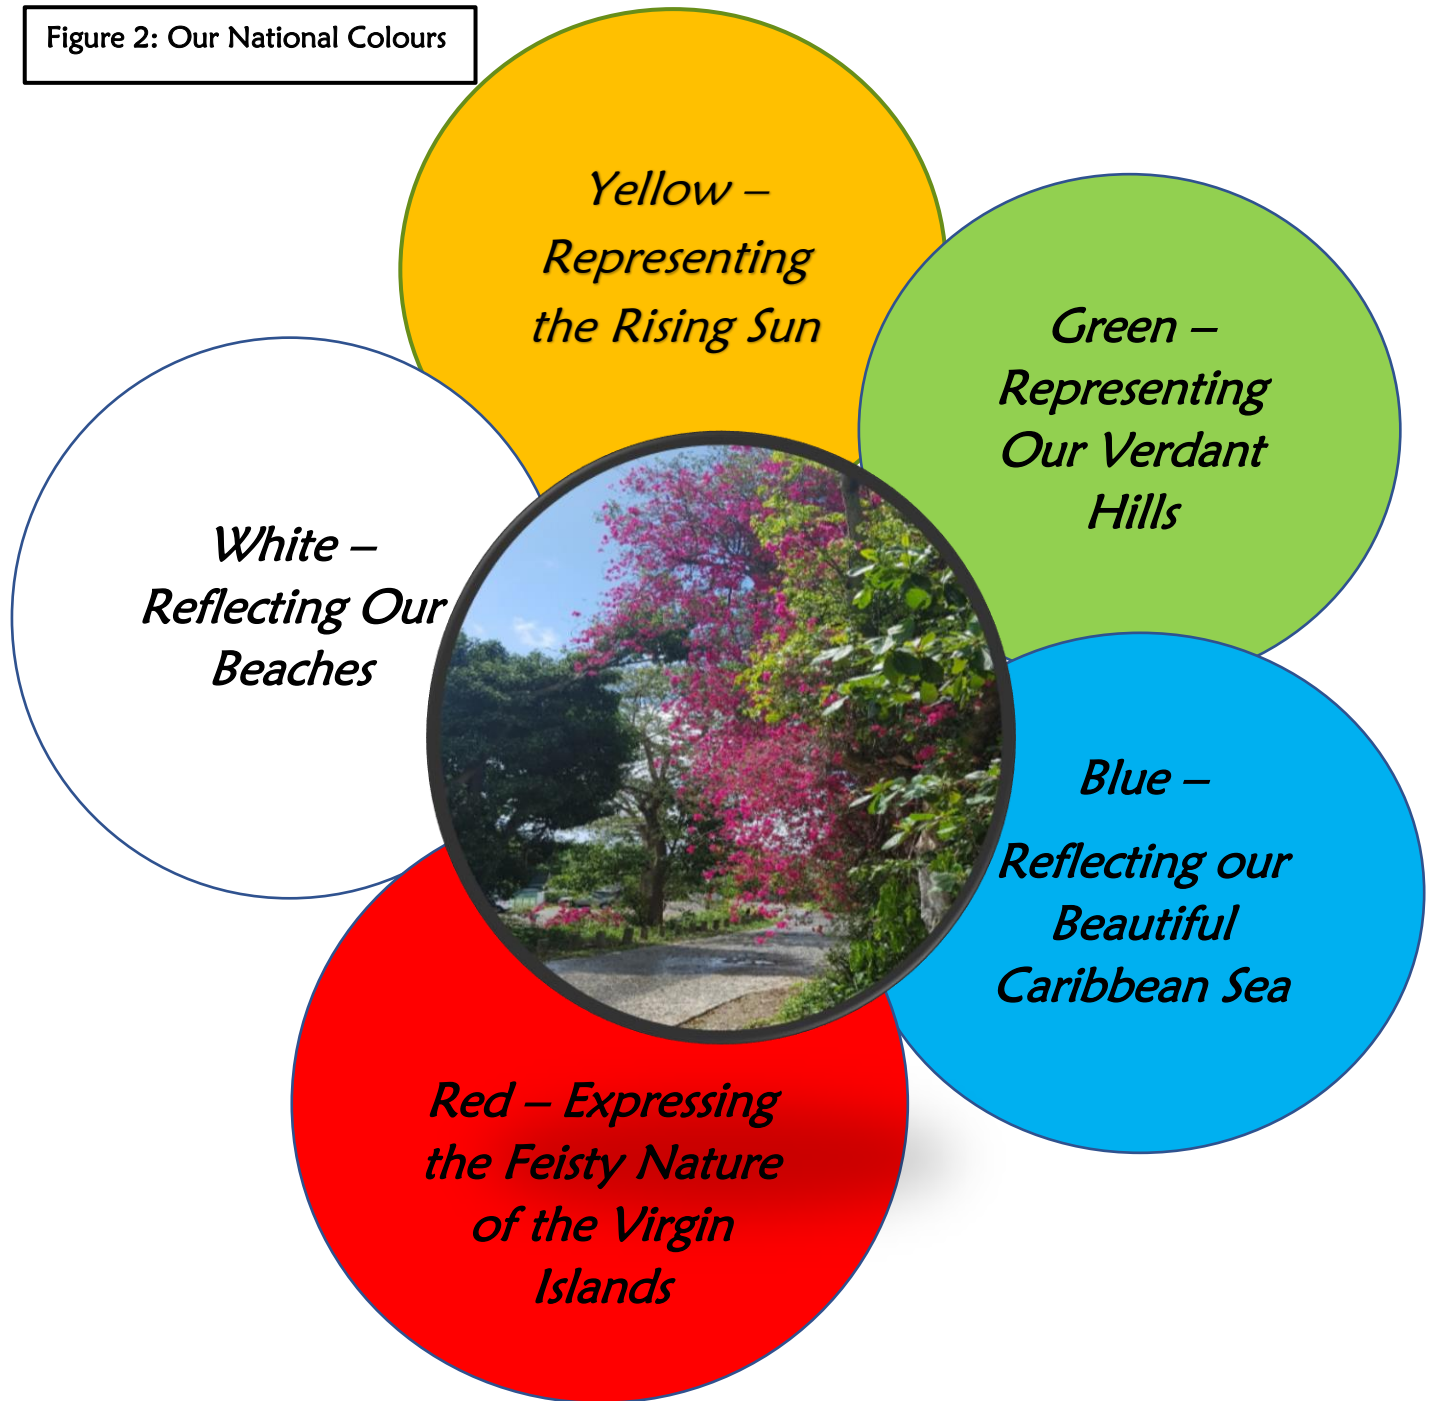 Figure 2: Our National Colours
Yellow –
Representing
the Rising Sun
Green –
Representing
Our Verdant
Hills
White –
Reflecting Our
Beaches
Blue –
Reflecting our
Beautiful
Caribbean Sea
Red – Expressing
the Feisty Nature
of the Virgin
Islands